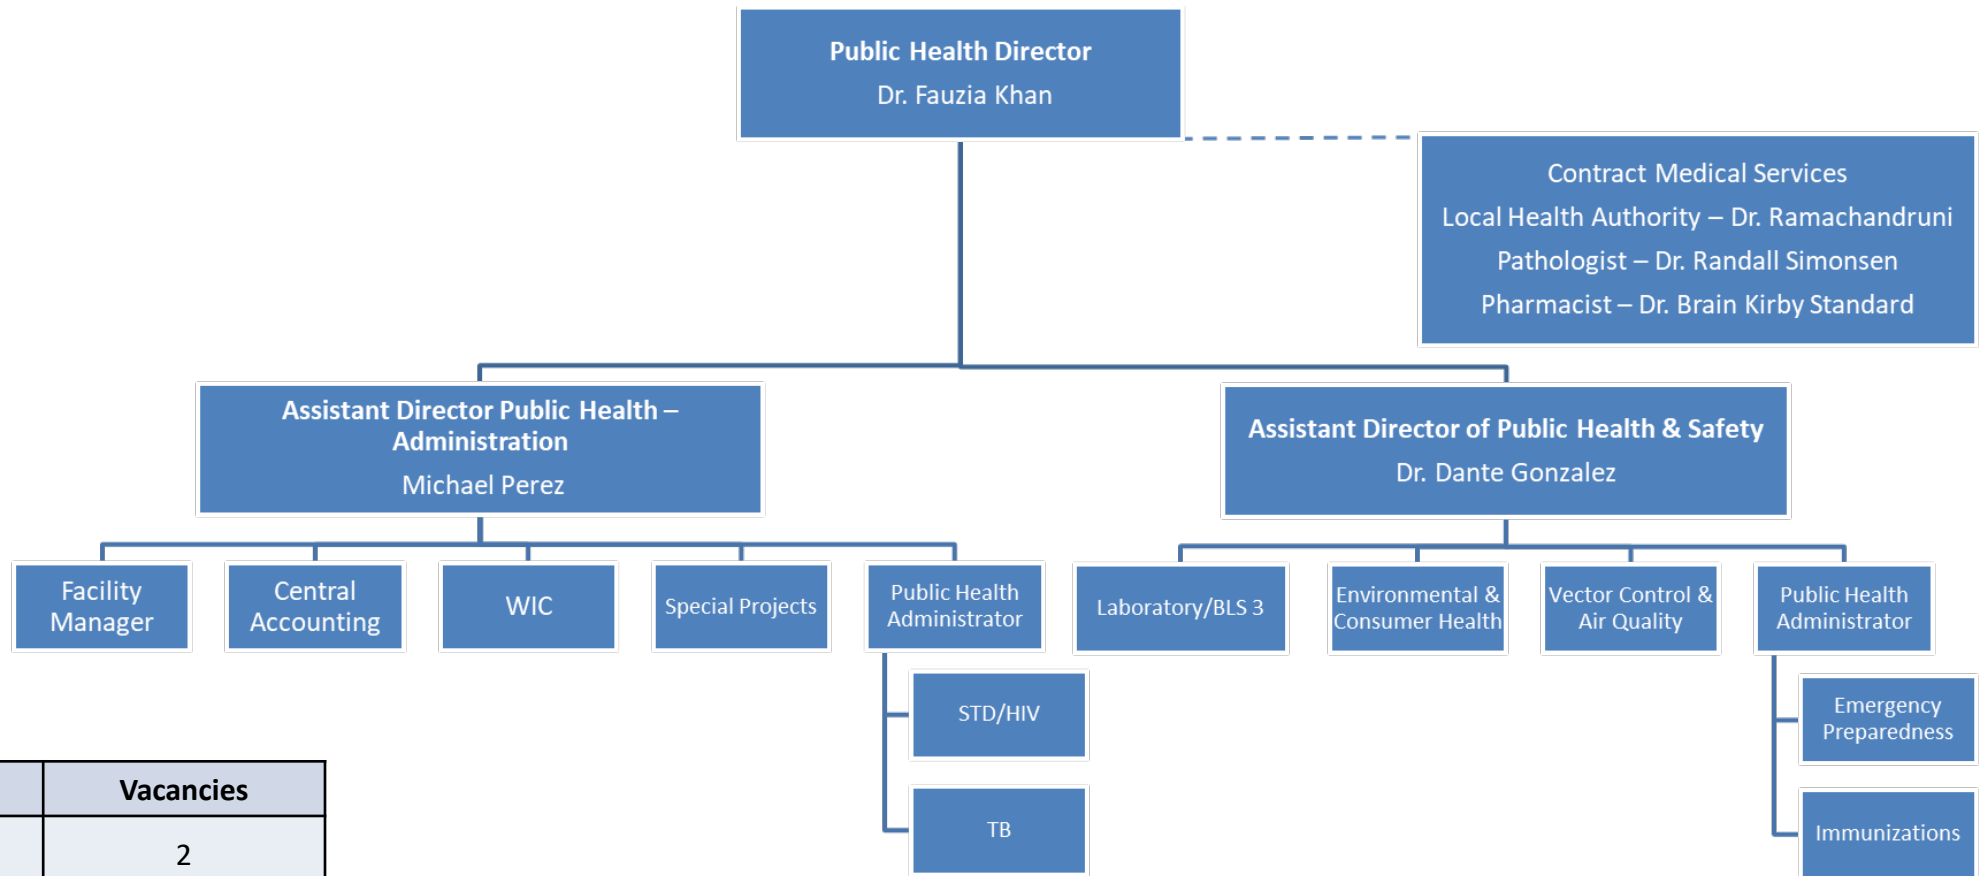 Public Health Director
Dr. Fauzia Khan
Contract Medical Services
Local Health Authority – Dr. Ramachandruni
Pathologist – Dr. Randall Simonsen
Pharmacist – Dr. Brain Kirby Standard
Assistant Director Public Health –
Administration
Michael Perez
Assistant Director of Public Health & Safety
Dr. Dante Gonzalez
Facility
Manager
Central
Accounting
WIC
Special Projects
Public Health
Administrator
Laboratory/BLS 3
Environmental &
Consumer Health
Vector Control &
Air Quality
Public Health
Administrator
STD/HIV
TB
Emergency
Preparedness
Immunizations
Vacancies
2